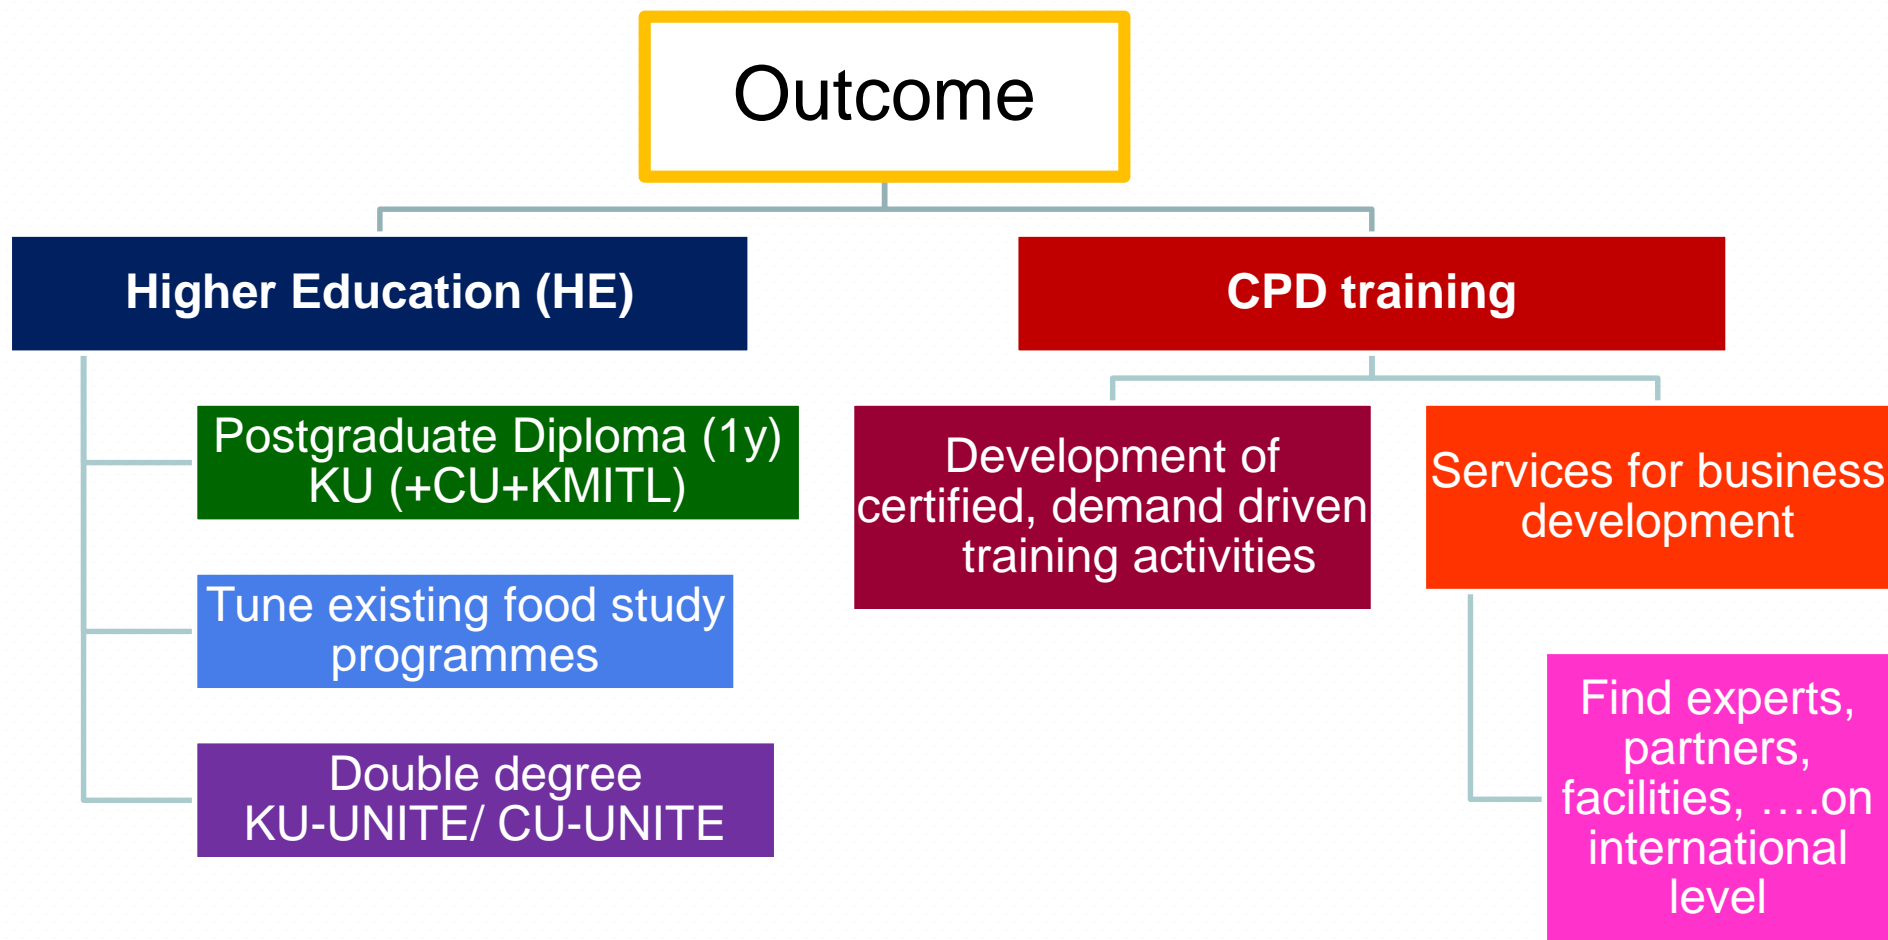 Outcome
Higher Education (HE)
CPD training
Postgraduate Diploma (1y)
KU (+CU+KMITL)
Tune existing food study
programmes
Double degree
KU-UNITE/ CU-UNITE
Development of
certified, demand driven
training activities
Services for business
development
Find experts,
partners,
facilities, ....on
international
level